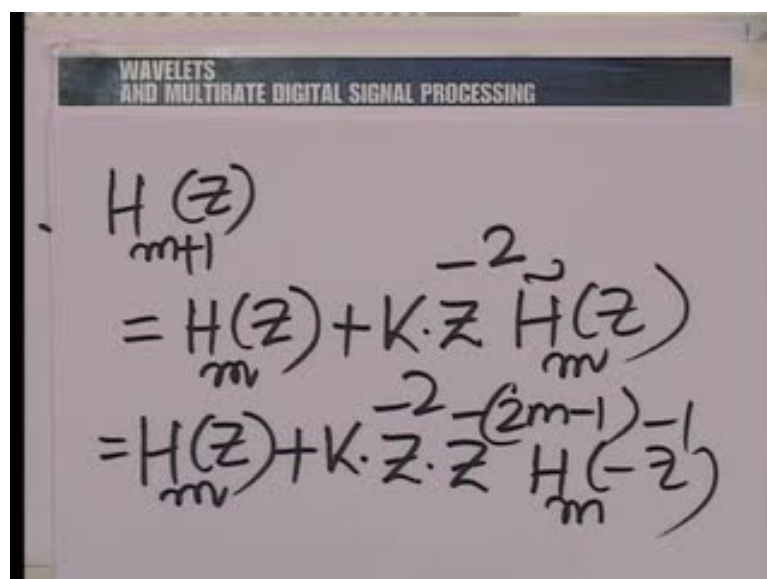 WAVELETS
AND MULTIRATE DIGITAL SIGNAL PROCESSING
H_{m+1}(Z)
= H_m(Z) + K·Z^{-2} H̃_m(Z)
= H_m(Z) + K·Z^{-2}·Z^{-(2m-1)} H_m(-Z^{-1})